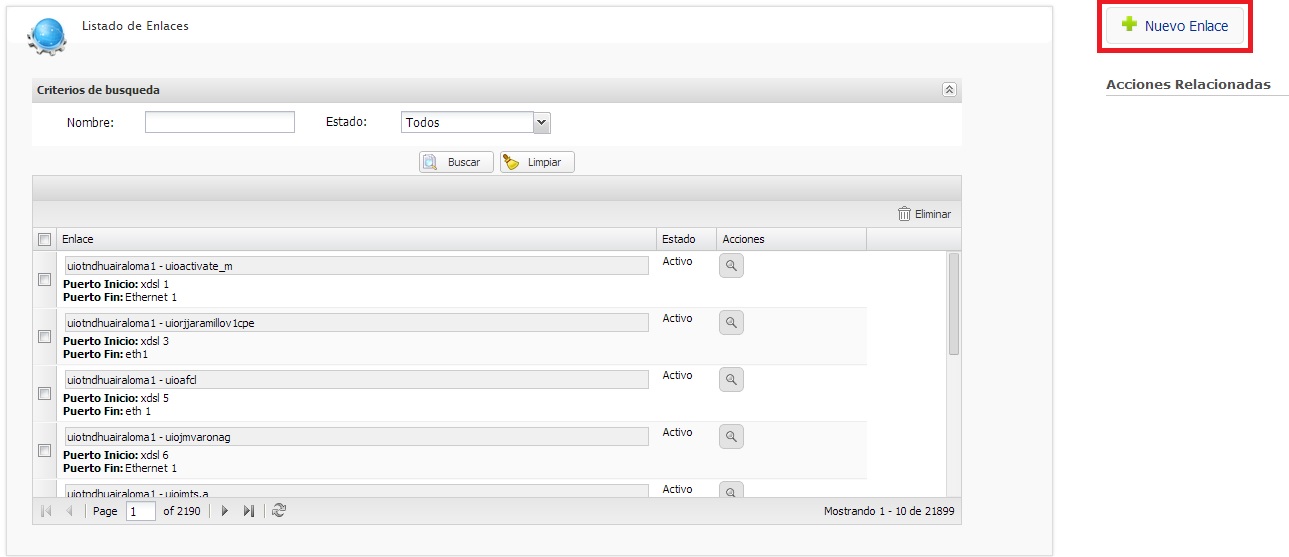 Listado de Enlaces
Nuevo Enlace
Acciones Relacionadas
Criterios de busqueda
Nombre: Estado: Todos
Buscar Limpiar
Eliminar
Enlace Estado Acciones
uiotndhuairaloma1 - uioactivate_m Activo
Puerto Inicio: xdsl 1
Puerto Fin: Ethernet 1
uiotndhuairaloma1 - uiorjjaramillov1cpe Activo
Puerto Inicio: xdsl 3
Puerto Fin: eth1
uiotndhuairaloma1 - uioafcl Activo
Puerto Inicio: xdsl 5
Puerto Fin: eth 1
uiotndhuairaloma1 - uiojmvaronag Activo
Puerto Inicio: xdsl 6
Puerto Fin: Ethernet 1
uiotndhuairaloma1 - Activo
Page 1 of 2190 Mostrando 1 - 10 de 21899